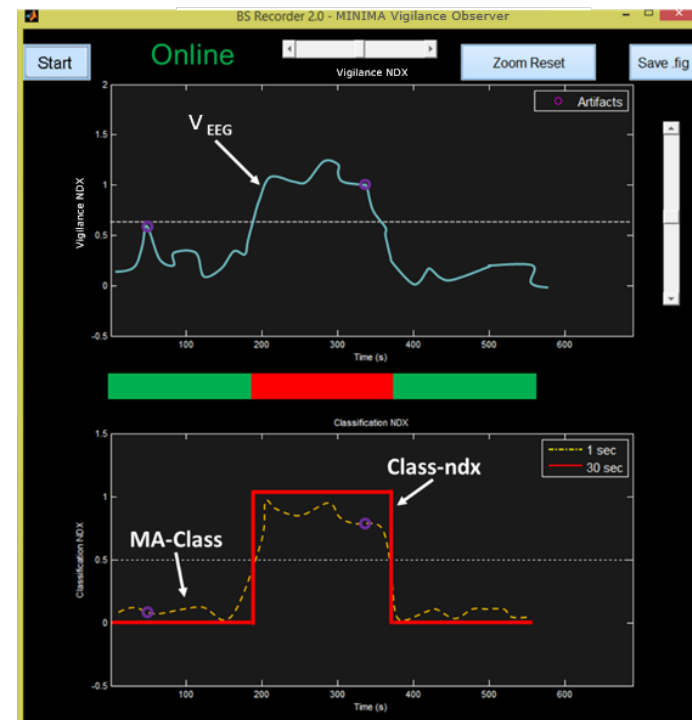 BS Recorder 2.0 - MINIMA Vigilance Observer
Start
Online
Vigilance NDX
Zoom Reset
Save .fig
2
1.5
1
0.5
0
-0.5
Vigilance NDX
V EEG
Artifacts
100 200 300 400 500 600
Time (s)
Classification NDX
1.5
1
0.5
0
-0.5
Classification NDX
1 sec
30 sec
Class-ndx
MA-Class
100 200 300 400 500 600
Time (s)